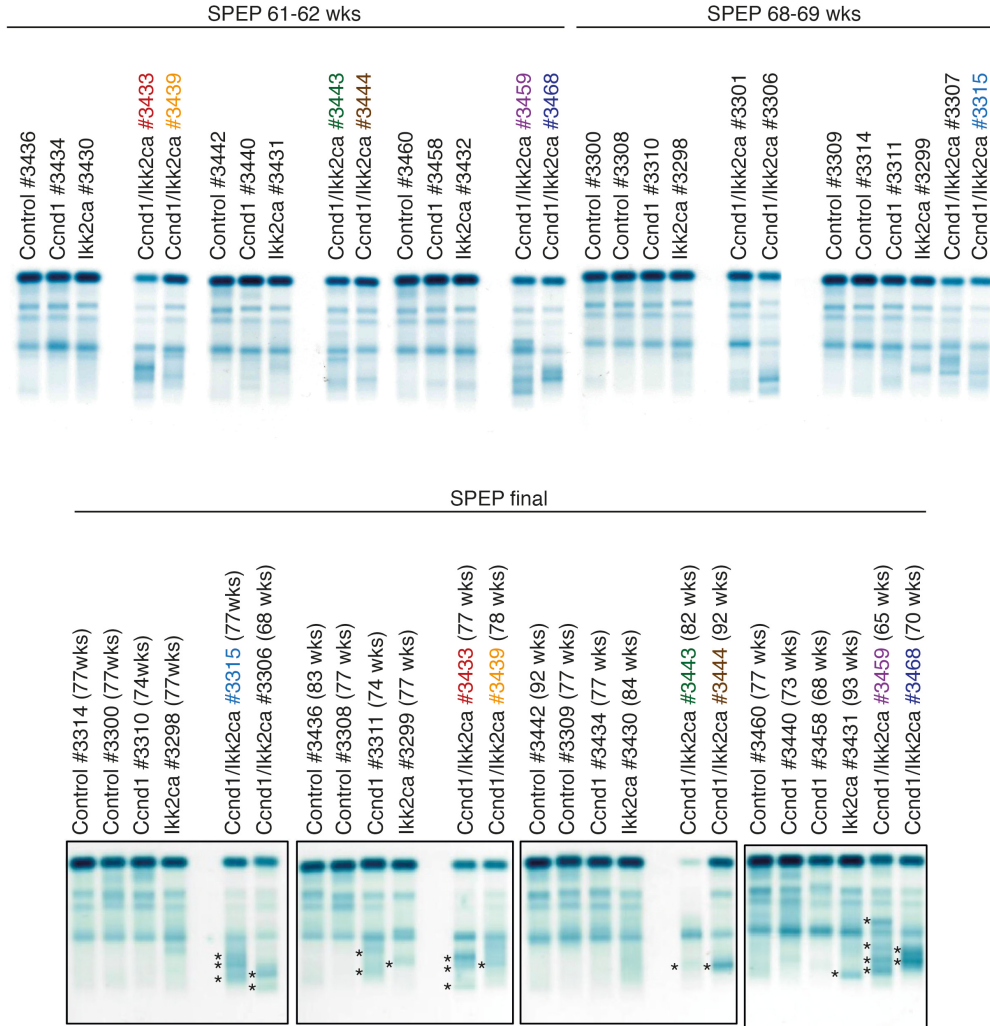 SPEP 61-62 wks
SPEP 68-69 wks
Control #3436
Ccnd1 #3434
Ikk2ca #3430
Ccnd1/Ikk2ca #3433
Ccnd1/Ikk2ca #3439
Control #3442
Ccnd1 #3440
Ikk2ca #3431
Ccnd1/Ikk2ca #3443
Ccnd1/Ikk2ca #3444
Control #3460
Ccnd1 #3458
Ikk2ca #3432
Ccnd1/Ikk2ca #3459
Ccnd1/Ikk2ca #3468
Control #3300
Control #3308
Ccnd1 #3310
Ikk2ca #3298
Ccnd1/Ikk2ca #3301
Ccnd1/Ikk2ca #3306
Control #3309
Control #3314
Ccnd1 #3311
Ikk2ca #3299
Ccnd1/Ikk2ca #3307
Ccnd1/Ikk2ca #3315
SPEP final
Control #3314 (77wks)
Control #3300 (77wks)
Ccnd1 #3310 (74wks)
Ikk2ca #3298 (77wks)
Ccnd1/Ikk2ca #3315 (77wks)
Ccnd1/Ikk2ca #3306 (68 wks)
Control #3436 (83 wks)
Control #3308 (77 wks)
Ccnd1 #3311 (74 wks)
Ikk2ca #3299 (77 wks)
Ccnd1/Ikk2ca #3433 (77 wks)
Ccnd1/Ikk2ca #3439 (78 wks)
Control #3442 (92 wks)
Control #3309 (77 wks)
Ccnd1 #3434 (77 wks)
Ikk2ca #3430 (84 wks)
Ccnd1/Ikk2ca #3443 (82 wks)
Ccnd1/Ikk2ca #3444 (92 wks)
Control #3460 (77 wks)
Ccnd1 #3440 (73 wks)
Ccnd1 #3458 (68 wks)
Ikk2ca #3431 (93 wks)
Ccnd1/Ikk2ca #3459 (65 wks)
Ccnd1/Ikk2ca #3468 (70 wks)